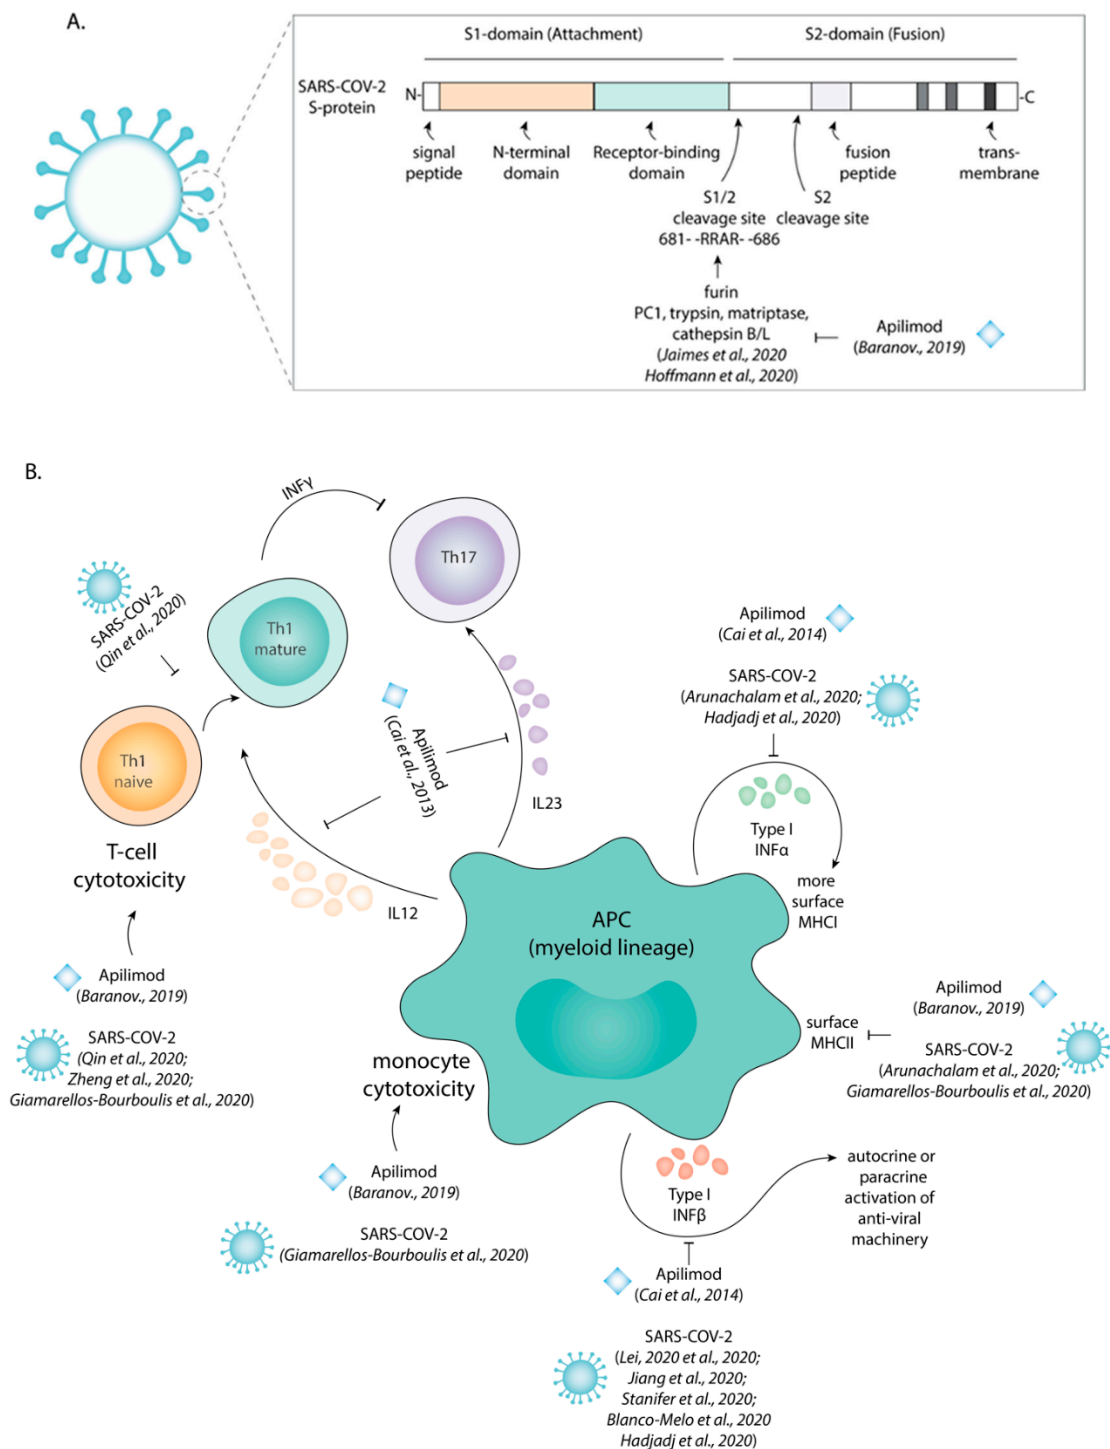 A.
S1-domain (Attachment)
S2-domain (Fusion)
SARS-COV-2
S-protein
N-
-C
signal
peptide
N-terminal
domain
Receptor-binding
domain
fusion
peptide
trans-
membrane
S1/2
cleavage site
681- -RRAR- -686
S2
cleavage site
furin
PC1, trypsin, matriptase,
cathepsin B/L
(Jaimes et al., 2020
Hoffmann et al., 2020)
Apilimod
(Baranov., 2019)
B.
INFγ
Th17
SARS-COV-2
(Qin et al., 2020)
Th1
mature
Th1
naive
Apilimod
(Cai et al., 2013)
IL23
IL12
T-cell
cytotoxicity
Apilimod
(Baranov., 2019)
SARS-COV-2
(Qin et al., 2020;
Zheng et al., 2020;
Giamarellos-Bourboulis et al., 2020)
Apilimod
(Cai et al., 2014)
SARS-COV-2
(Arunachalam et al., 2020;
Hadjadj et al., 2020)
Type I
INFα
more
surface
MHCI
APC
(myeloid lineage)
Apilimod
(Baranov., 2019)
surface
MHCII
SARS-COV-2
(Arunachalam et al., 2020;
Giamarellos-Bourboulis et al., 2020)
monocyte
cytotoxicity
Apilimod
(Baranov., 2019)
SARS-COV-2
(Giamarellos-Bourboulis et al., 2020)
Type I
INFβ
autocrine or
paracrine
activation of
anti-viral
machinery
Apilimod
(Cai et al., 2014)
SARS-COV-2
(Lei, 2020 et al., 2020;
Jiang et al., 2020;
Stanifer et al., 2020;
Blanco-Melo et al., 2020
Hadjadj et al., 2020)